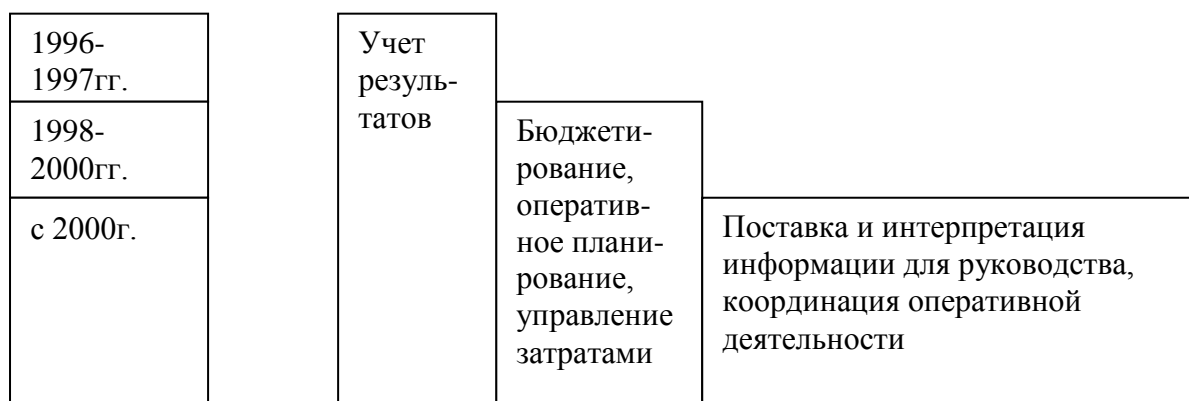 1996-
1997гг.
1998-
2000гг.
с 2000г.
Учет
резуль-
татов
Бюджети-
рование,
оператив-
ное плани-
рование,
управление
затратами
Поставка и интерпретация
информации для руководства,
координация оперативной
деятельности